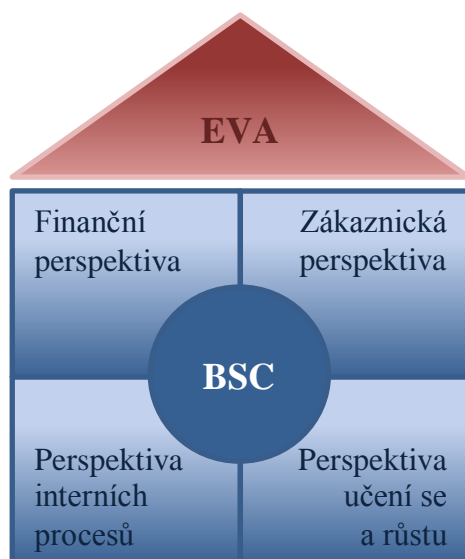 EVA
Finanční
perspektiva
Zákaznická
perspektiva
BSC
Perspektiva
interních
procesů
Perspektiva
učení se
a růstu